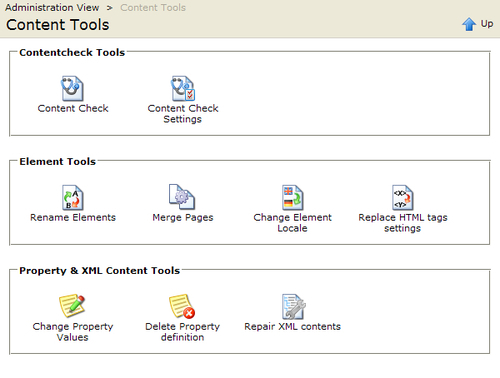 Administration View > Content Tools
Content Tools
Up
Contentcheck Tools
Content Check
Content Check
Settings
Element Tools
A
B
<X>
<Y>
Rename Elements
Merge Pages
Change Element
Locale
Replace HTML tags
settings
Property & XML Content Tools
Change Property
Values
Delete Property
definition
Repair XML contents